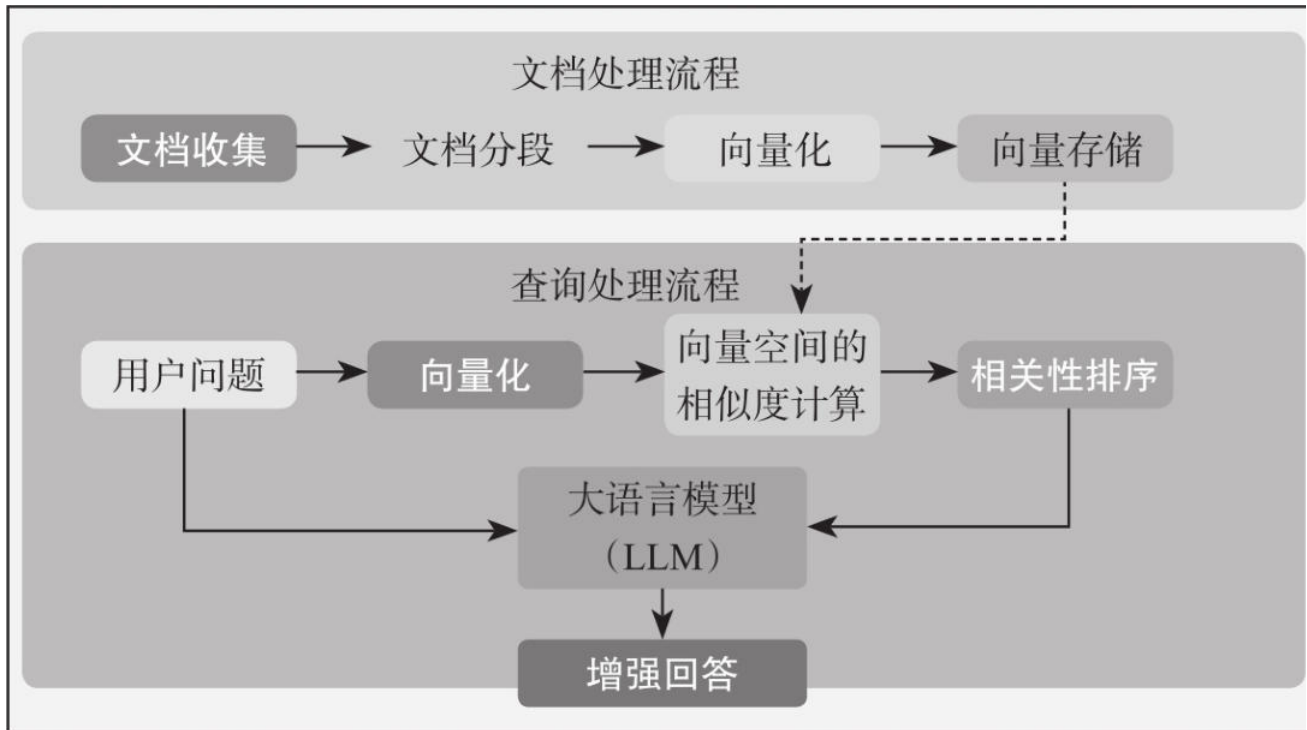 文档处理流程
文档收集
文档分段
向量化
向量存储
查询处理流程
用户问题
向量化
向量空间的
相似度计算
相关性排序
大语言模型
（LLM）
增强回答